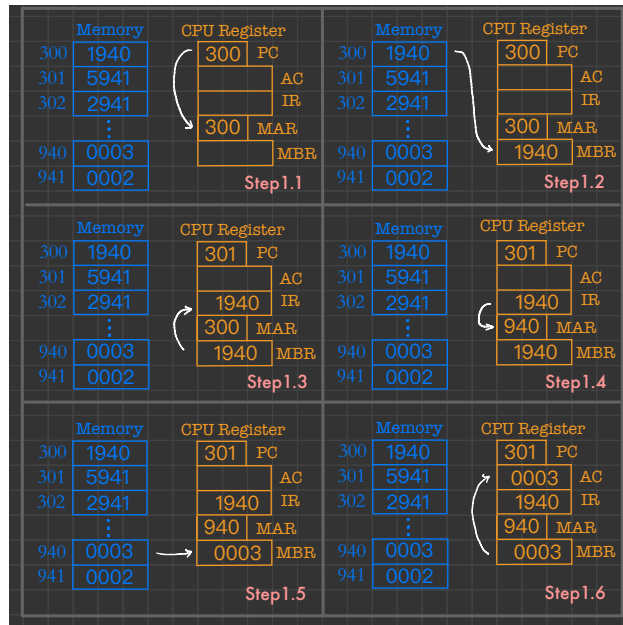 Memory CPU Register
300 1940 300 PC
301 5941 AC
302 2941 IR
300 MAR
940 0003 MBR
941 0002 Step1.1
Memory CPU Register
300 1940 300 PC
301 5941 AC
302 2941 IR
300 MAR
940 0003 1940 MBR
941 0002 Step1.2
Memory CPU Register
300 1940 301 PC
301 5941 AC
302 2941 1940 IR
300 MAR
940 0003 1940 MBR
941 0002 Step1.3
Memory CPU Register
300 1940 301 PC
301 5941 AC
302 2941 1940 IR
940 MAR
940 0003 1940 MBR
941 0002 Step1.4
Memory CPU Register
300 1940 301 PC
301 5941 AC
302 2941 1940 IR
940 MAR
940 0003 0003 MBR
941 0002 Step1.5
Memory CPU Register
300 1940 301 PC
301 5941 0003 AC
302 2941 1940 IR
940 MAR
940 0003 0003 MBR
941 0002 Step1.6